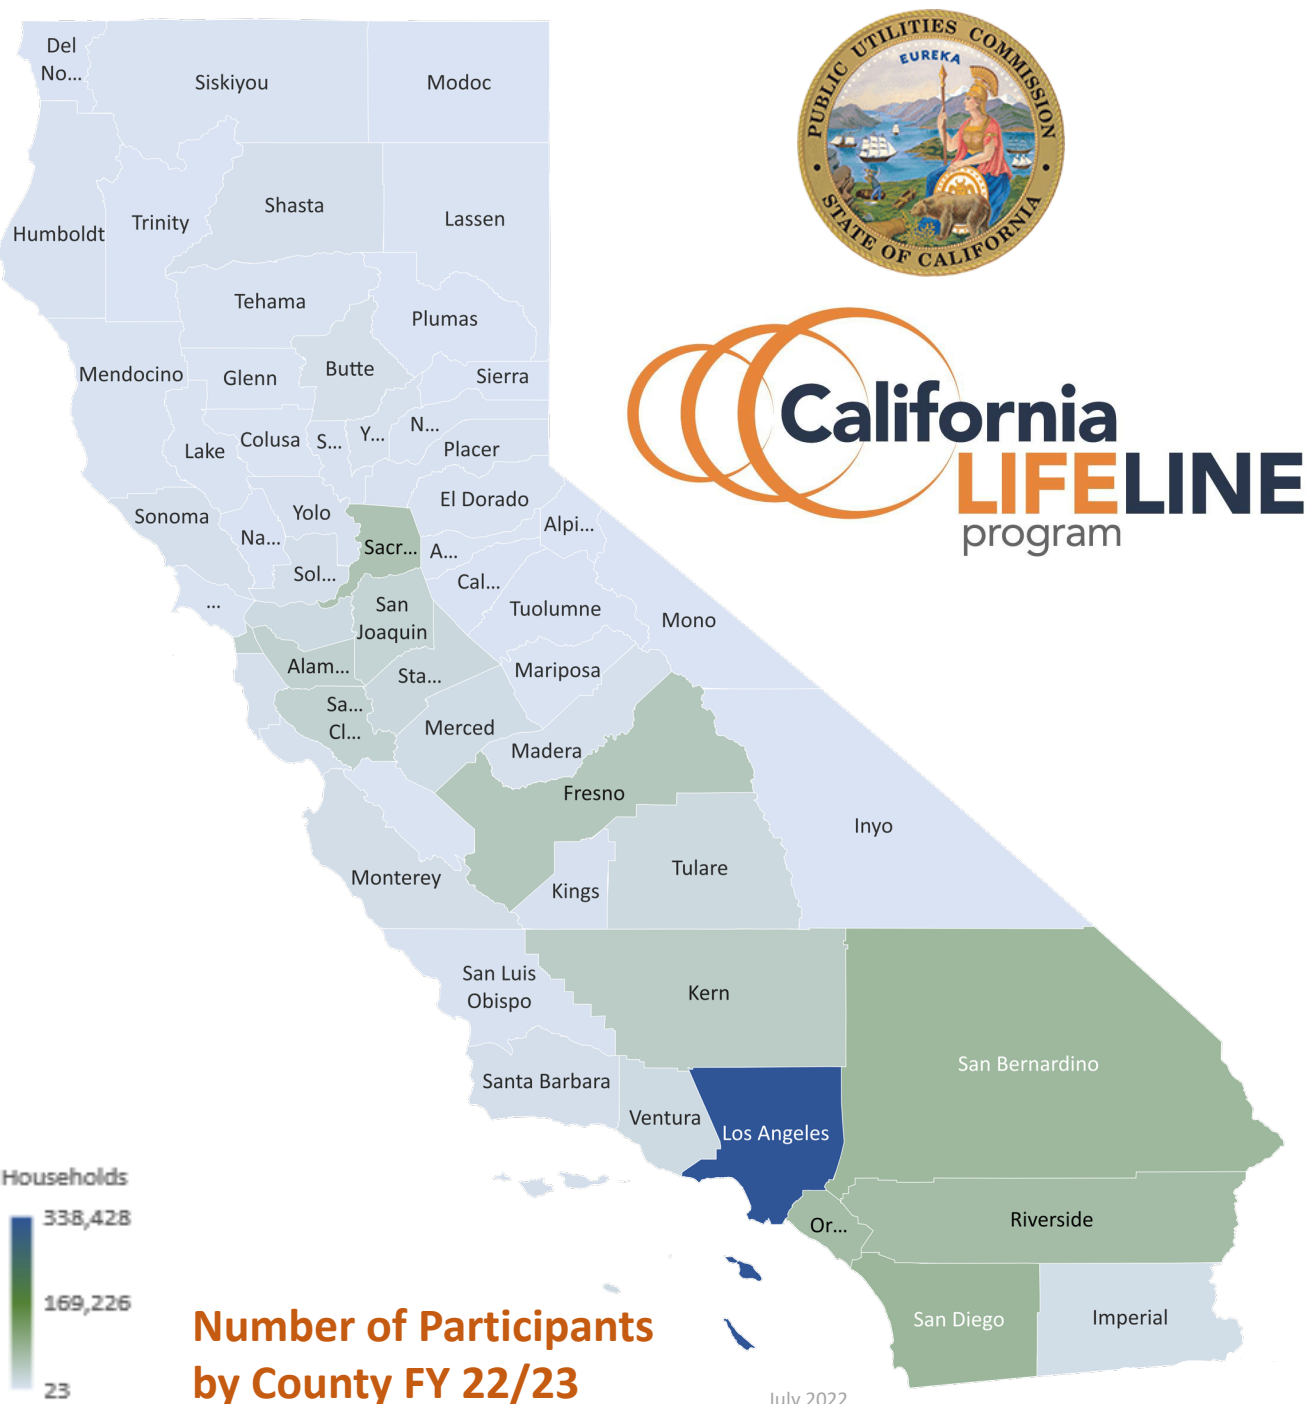 PUBLIC UTILITIES COMMISSION
EUREKA
STATE OF CALIFORNIA
California
LIFELINE
program
Del
No...
Siskiyou
Modoc
Humboldt
Trinity
Shasta
Lassen
Tehama
Plumas
Mendocino
Glenn
Butte
Sierra
Lake
Colusa
S...
Y...
N...
Placer
Sonoma
Na...
Yolo
El Dorado
Sol...
Sacr...
A...
Alpi...
...
Cal...
San
Joaquin
Tuolumne
Mono
Alam...
Sta...
Mariposa
Sa...
Cl...
Merced
Madera
Fresno
Inyo
Monterey
Kings
Tulare
San Luis
Obispo
Kern
San Bernardino
Santa Barbara
Ventura
Los Angeles
Or...
Riverside
San Diego
Imperial
Households
338,428
169,226
23
Number of Participants
by County FY 22/23
July 2022